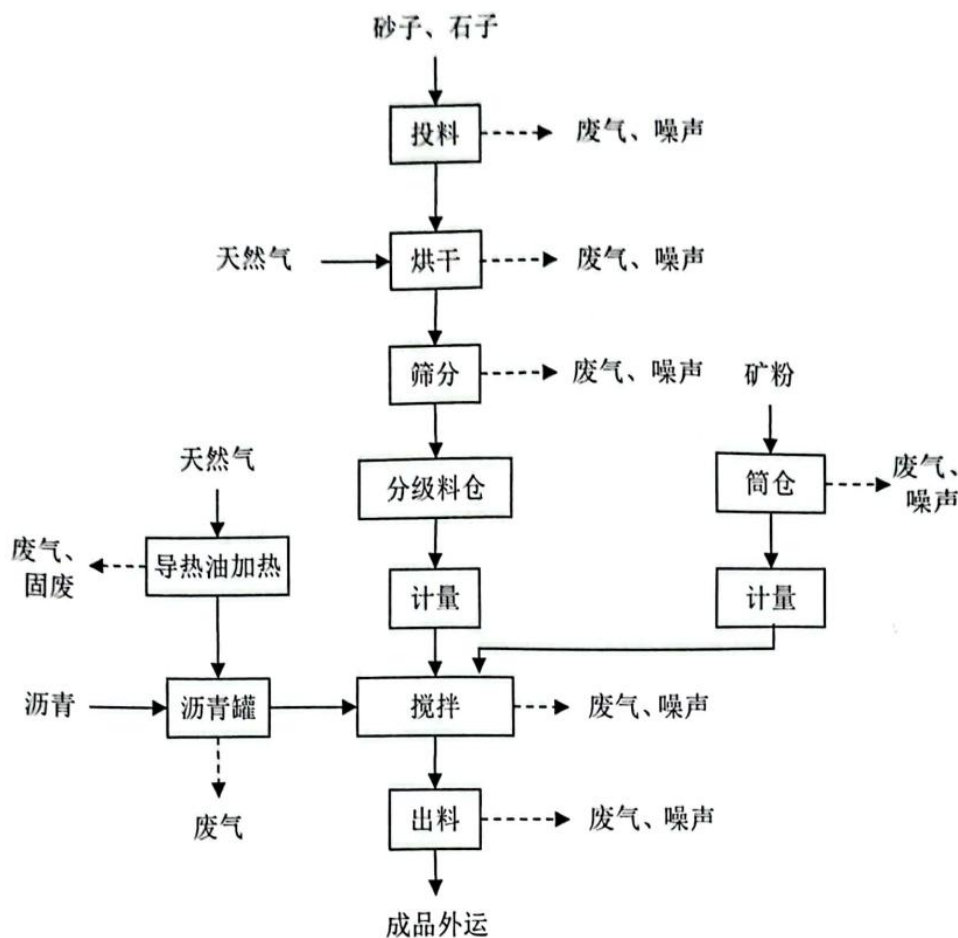 砂子、石子
投料
废气、噪声
天然气
烘干
废气、噪声
筛分
废气、噪声
矿粉
天然气
分级料仓
筒仓
废气、
噪声
废气、
固废
导热油加热
计量
计量
沥青
沥青罐
搅拌
废气、噪声
废气
出料
废气、噪声
成品外运